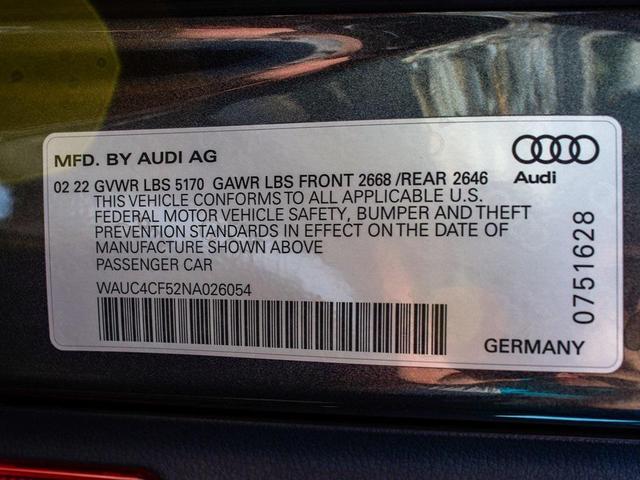 MFD. BY AUDI AG
Audi
02 22 GVWR LBS 5170 GAWR LBS FRONT 2668 /REAR 2646
THIS VEHICLE CONFORMS TO ALL APPLICABLE U.S.
FEDERAL MOTOR VEHICLE SAFETY, BUMPER AND THEFT
PREVENTION STANDARDS IN EFFECT ON THE DATE OF
MANUFACTURE SHOWN ABOVE
PASSENGER CAR
WAUC4CF52NA026054
0751628
GERMANY